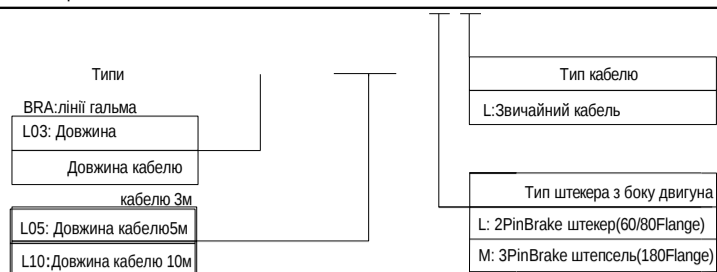 Типи
BRA:лінії гальма
L03: Довжина
Довжина кабелю
кабелю 3м
L05: Довжина кабелю5м
L10:Довжина кабелю 10м
Тип кабелю
L:Звичайний кабель
Тип штекера з боку двигуна
L: 2PinBrake штекер(60/80Flange)
M: 3PinBrake штепсель(180Flange)